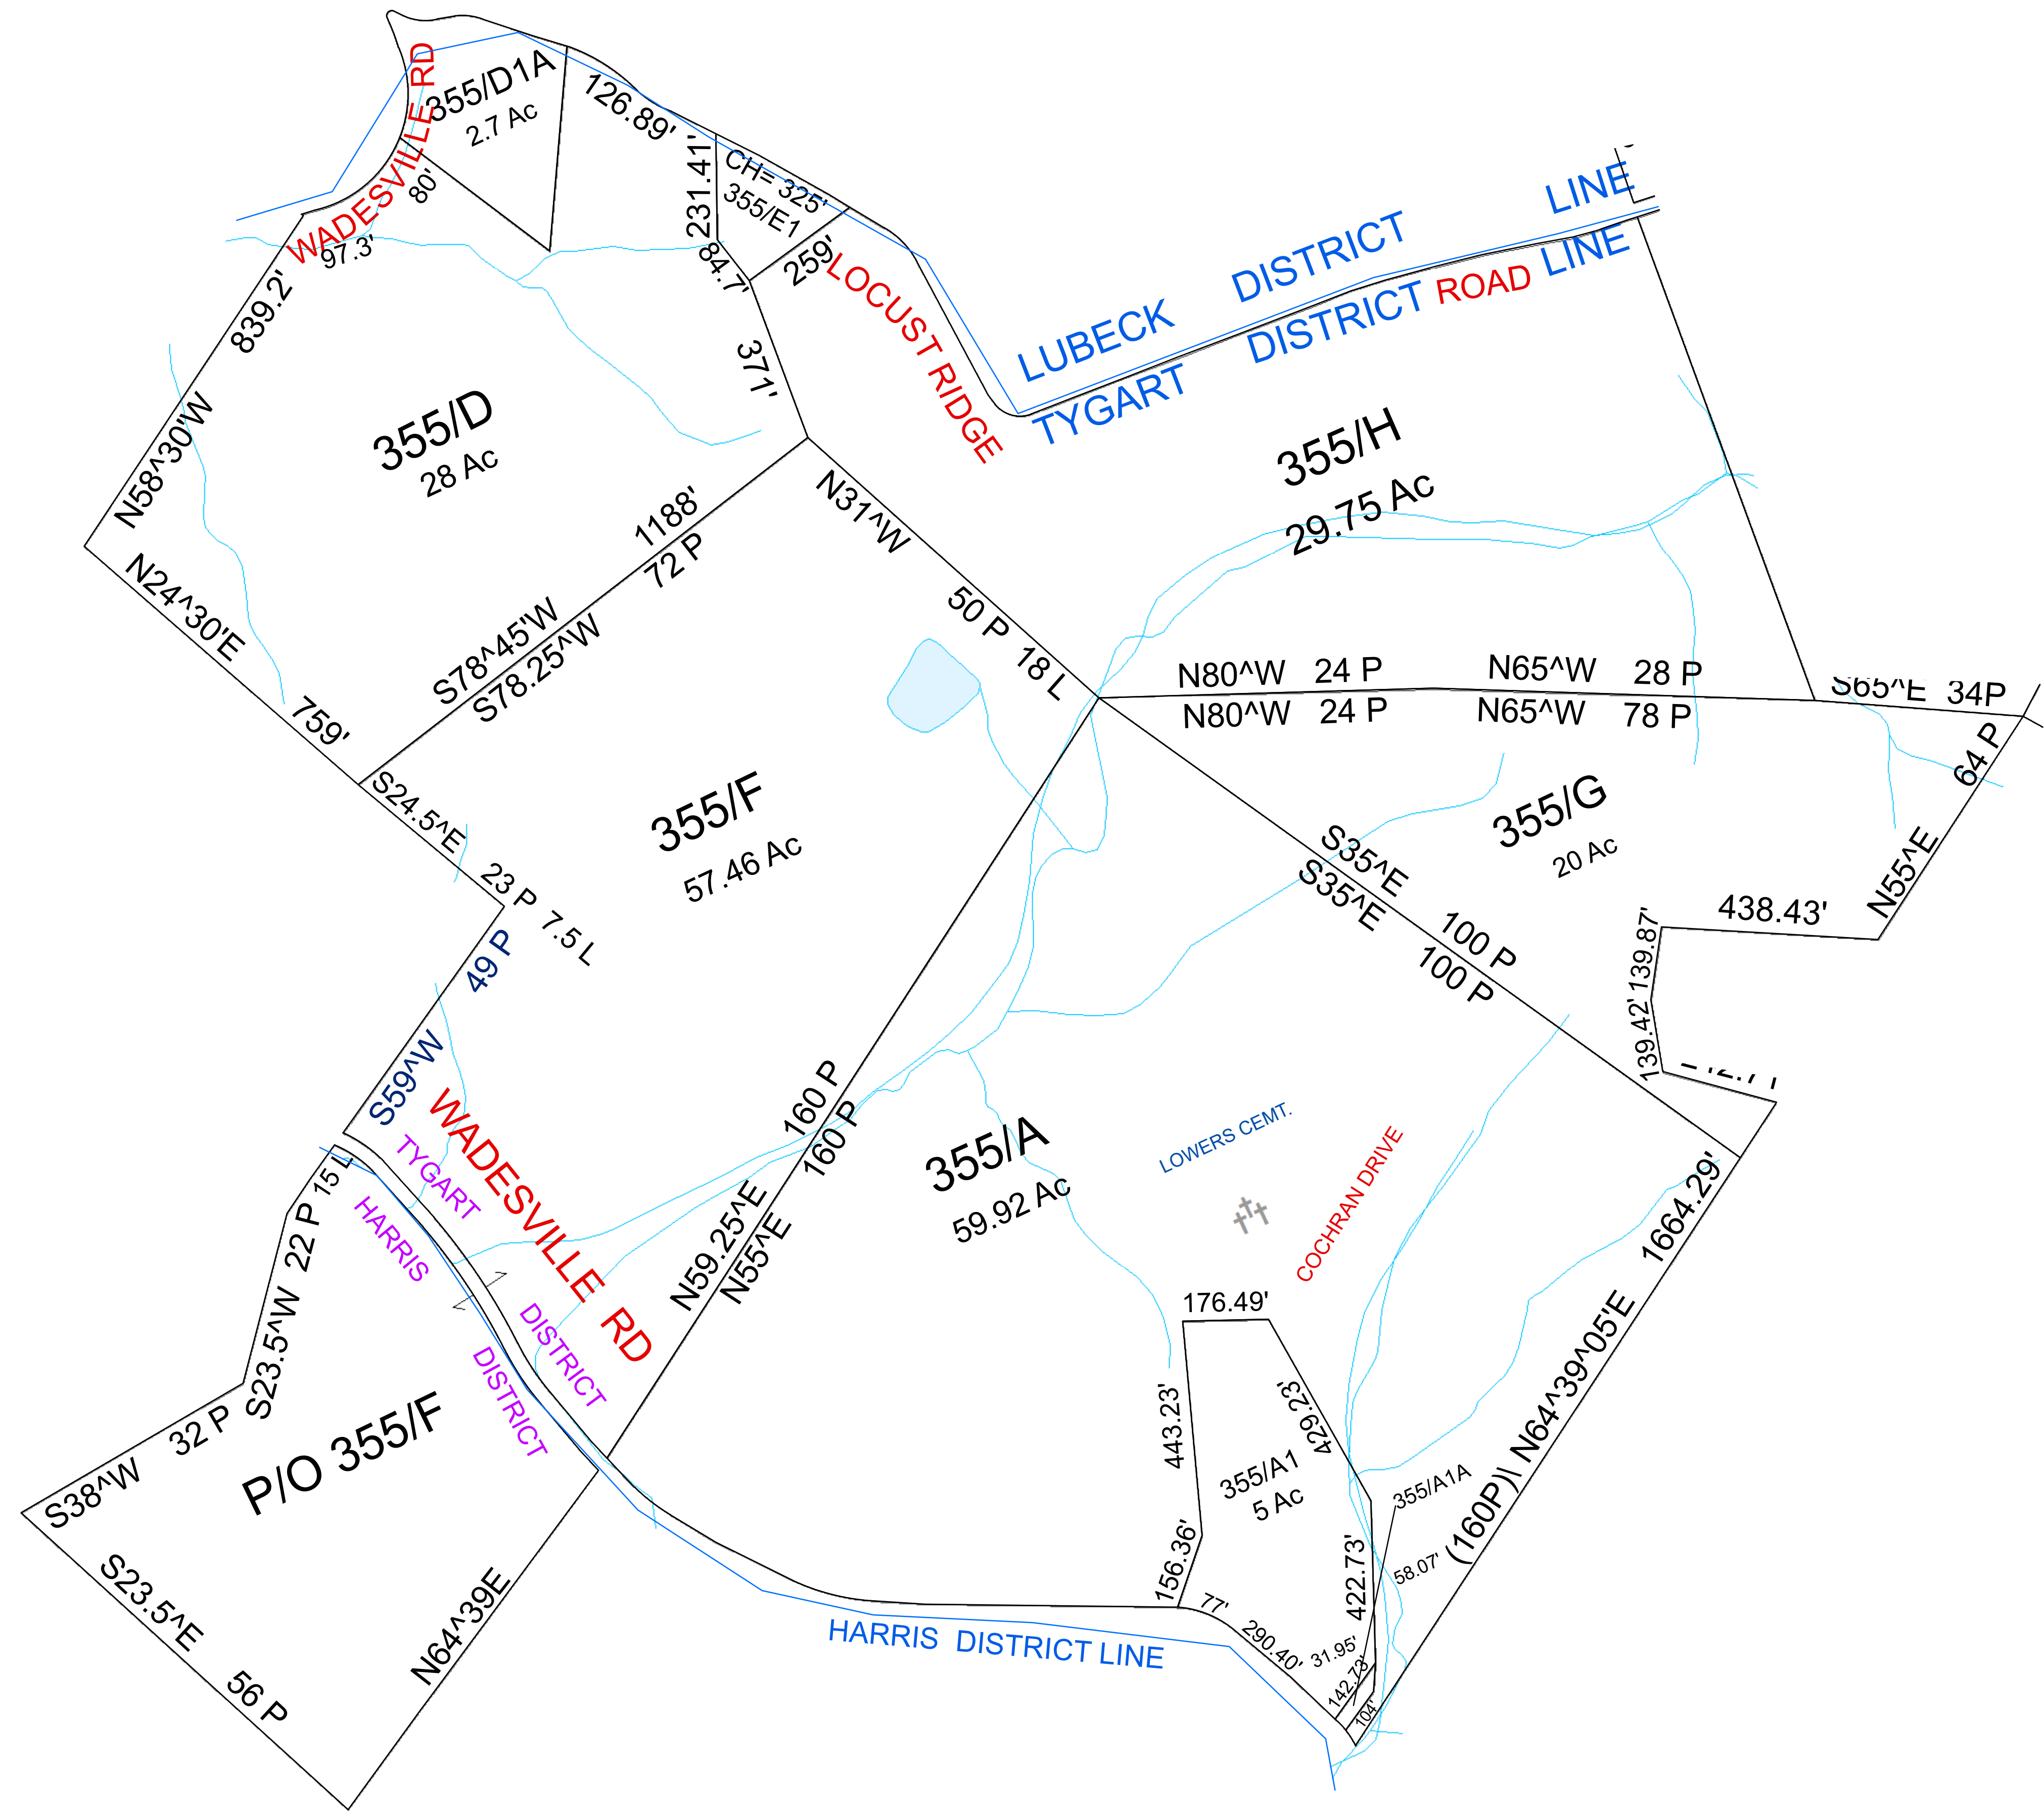 WADESVILLE RD
355/D1A
2.7 Ac
80'
97.3'
126.89'
231.41'
CH= 325'
355/E1
84.7'
259'
LOCUST RIDGE
LUBECK DISTRICT LINE
TYGART DISTRICT LINE
ROAD
839.2'
N58^30'W
355/D
28 Ac
371'
355/H
29.75 Ac
N24^30'E
759'
1188'
72 P
S78^45'W
S78.25^W
N31^W 50 P 18 L
N80^W 24 P N65^W 28 P
N80^W 24 P N65^W 78 P
S65^E 34P
64 P
N55^E
355/F
57.46 Ac
355/G
20 Ac
S24.5^E 23 P 7.5 L
S35^E 100 P
S35^E 100 P
438.43'
139.87'
139.42'
49 P
S59^W
WADESVILLE RD
TYGART DISTRICT
HARRIS DISTRICT
160 P
160 P
N59.25^E
N55^E
355/A
59.92 Ac
LOWERS CEMT.
COCHRAN DRIVE
15 L
22 P
S23.5^W
32 P
S38^W
P/O 355/F
S23.5^E 56 P
N64^39E
176.49'
443.23'
429.23'
355/A1
5 Ac
156.36'
422.73'
355/A1A
58.07'
1664.29'
(160P)\ N64^39^05"E
77'
290.40'
31.95'
142.73'
104'
HARRIS DISTRICT LINE